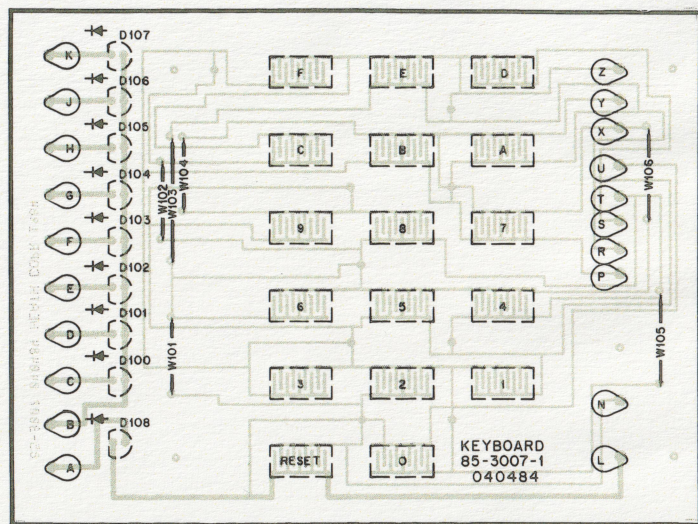 D107
K
F
E
D
Z
D106
J
Y
D105
X
H
C
B
A
U
W106
D104
W102
W103
W104
G
T
D103
9
8
7
S
F
R
D102
P
E
D101
6
5
4
D
W101
W105
D100
C
3
2
1
N
B
D108
A
RESET
0
KEYBOARD
85-3007-1
040484
L